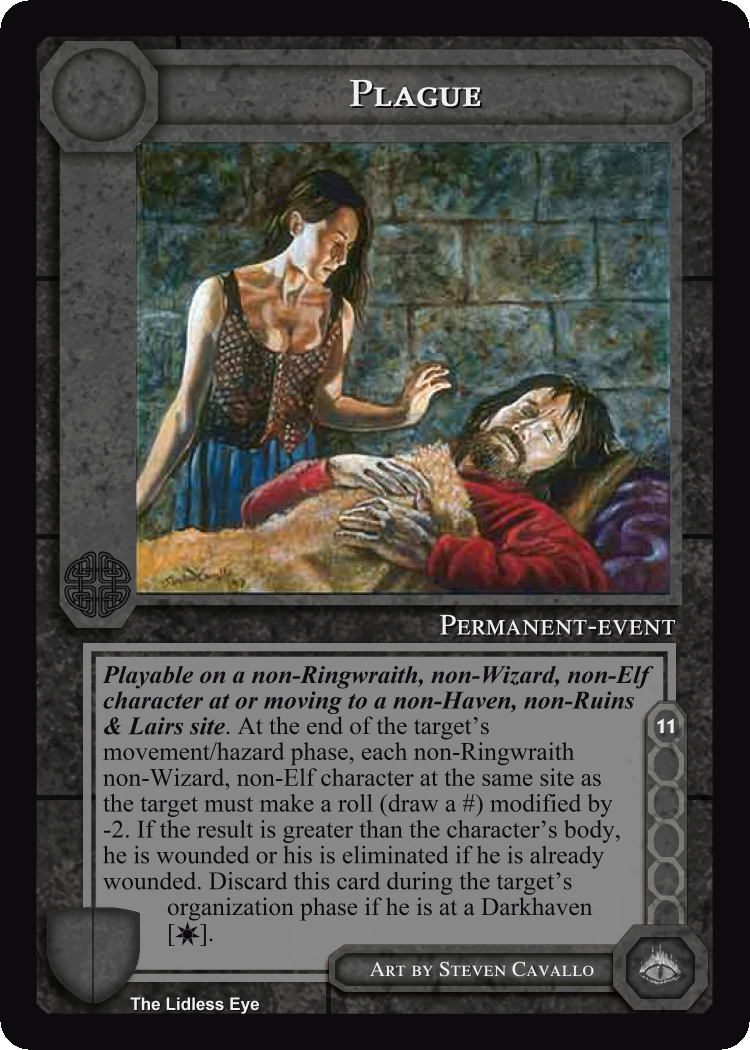 Plague
Permanent-event
Playable on a non-Ringwraith, non-Wizard, non-Elf
character at or moving to a non-Haven, non-Ruins
& Lairs site. At the end of the target's
movement/hazard phase, each non-Ringwraith
non-Wizard, non-Elf character at the same site as
the target must make a roll (draw a #) modified by
-2. If the result is greater than the character's body,
he is wounded or his is eliminated if he is already
wounded. Discard this card during the target's
organization phase if he is at a Darkhaven
[☀].
11
Art by Steven Cavallo
The Lidless Eye